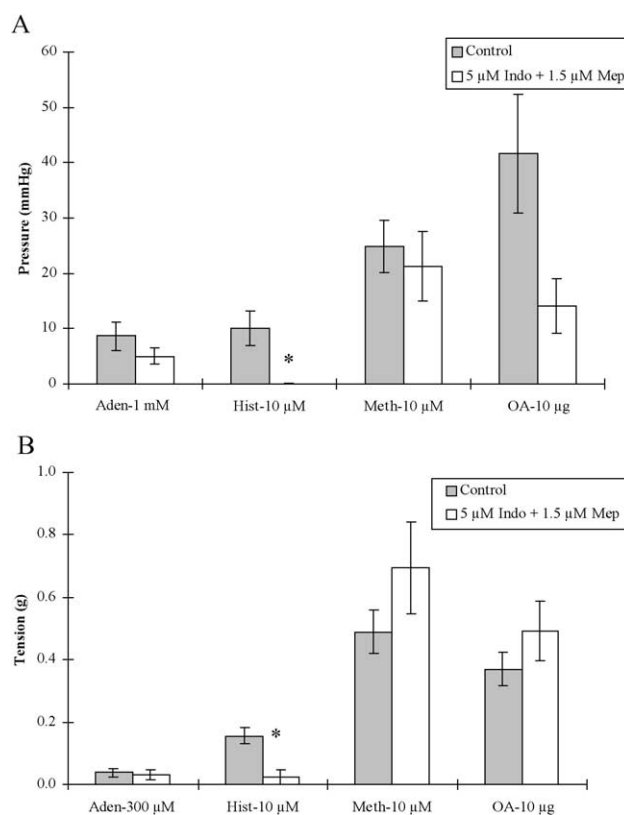 A
60
50
40
30
20
10
0
Pressure (mmHg)
Control
5 µM Indo + 1.5 µM Mep
*
Aden-1 mM
Hist-10 µM
Meth-10 µM
OA-10 µg
B
1.0
0.8
0.6
0.4
0.2
0.0
Tension (g)
Control
5 µM Indo + 1.5 µM Mep
*
Aden-300 µM
Hist-10 µM
Meth-10 µM
OA-10 µg